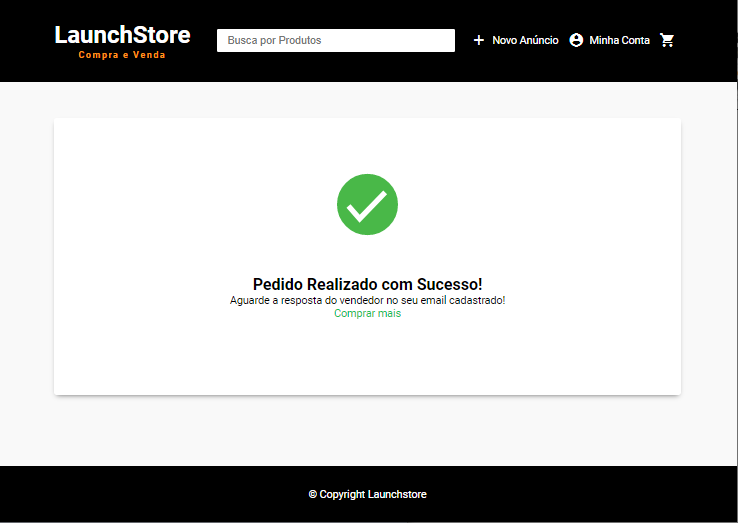 LaunchStore
Compra e Venda
Busca por Produtos
Novo Anúncio
Minha Conta
Pedido Realizado com Sucesso!
Aguarde a resposta do vendedor no seu email cadastrado!
Comprar mais
© Copyright Launchstore